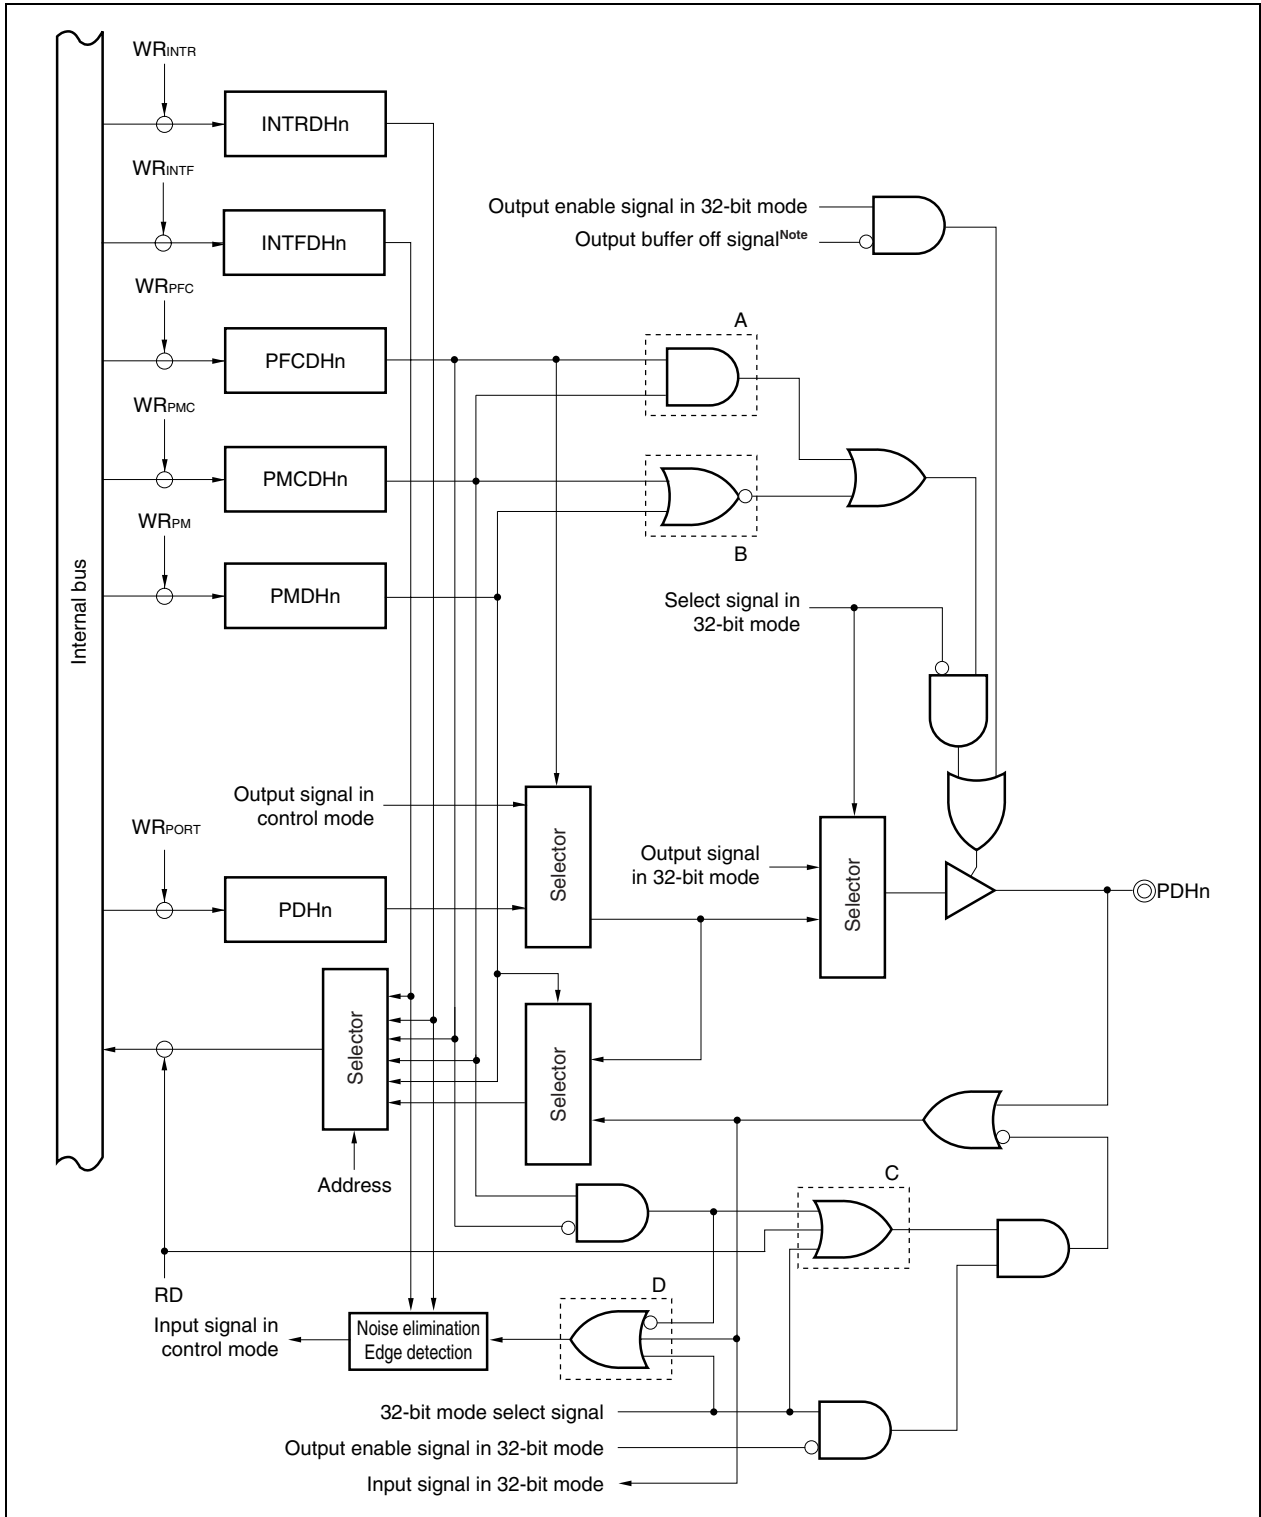 WRINTR
INTRDHn
WRINTF
INTFDHn
Output enable signal in 32-bit mode
Output buffer off signalNote
WRPFC
PFCDHn
A
WRPMC
PMCDHn
WRPM
B
PMDHn
Internal bus
Select signal in
32-bit mode
Output signal in
control mode
WRPORT
PDHn
Selector
Output signal
in 32-bit mode
Selector
PDHn
Selector
Selector
Address
C
RD
D
Input signal in
control mode
Noise elimination
Edge detection
32-bit mode select signal
Output enable signal in 32-bit mode
Input signal in 32-bit mode